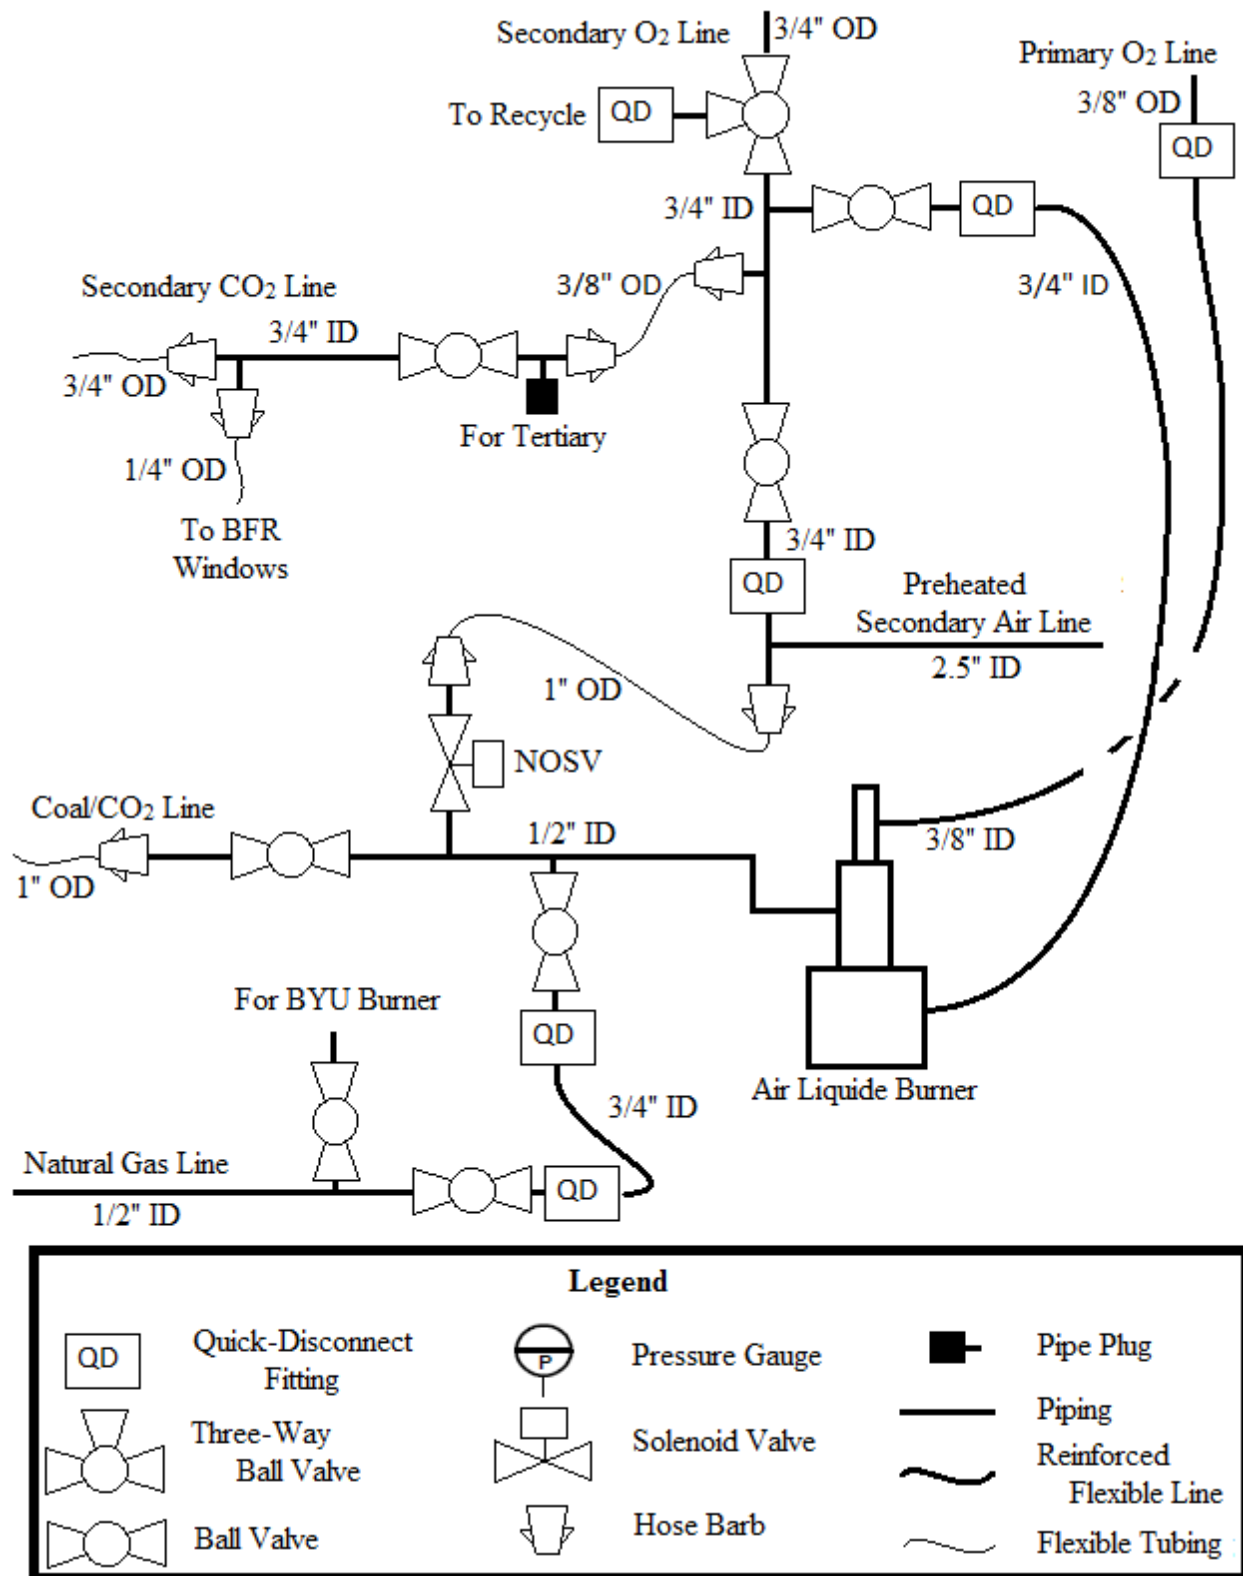 Secondary O₂ Line
3/4" OD
Primary O₂ Line
3/8" OD
To Recycle
QD
QD
3/4" ID
QD
3/8" OD
3/4" ID
Secondary CO₂ Line
3/4" ID
3/4" OD
For Tertiary
1/4" OD
To BFR
Windows
3/4" ID
QD
Preheated
Secondary Air Line
2.5" ID
1" OD
NOSV
Coal/CO₂ Line
1/2" ID
3/8" ID
1" OD
For BYU Burner
QD
Air Liquide Burner
3/4" ID
Natural Gas Line
QD
1/2" ID
Legend
QD
Quick-Disconnect
Fitting
P
Pressure Gauge
Pipe Plug
Three-Way
Ball Valve
Solenoid Valve
Piping
Reinforced
Flexible Line
Ball Valve
Hose Barb
Flexible Tubing